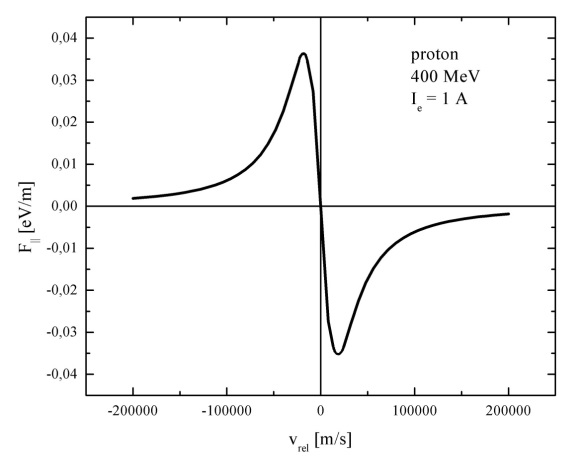 0,04
0,03
0,02
0,01
0,00
-0,01
-0,02
-0,03
-0,04
F|| [eV/m]
proton
400 MeV
Ie = 1 A
-200000 -100000 0 100000 200000
vrel [m/s]